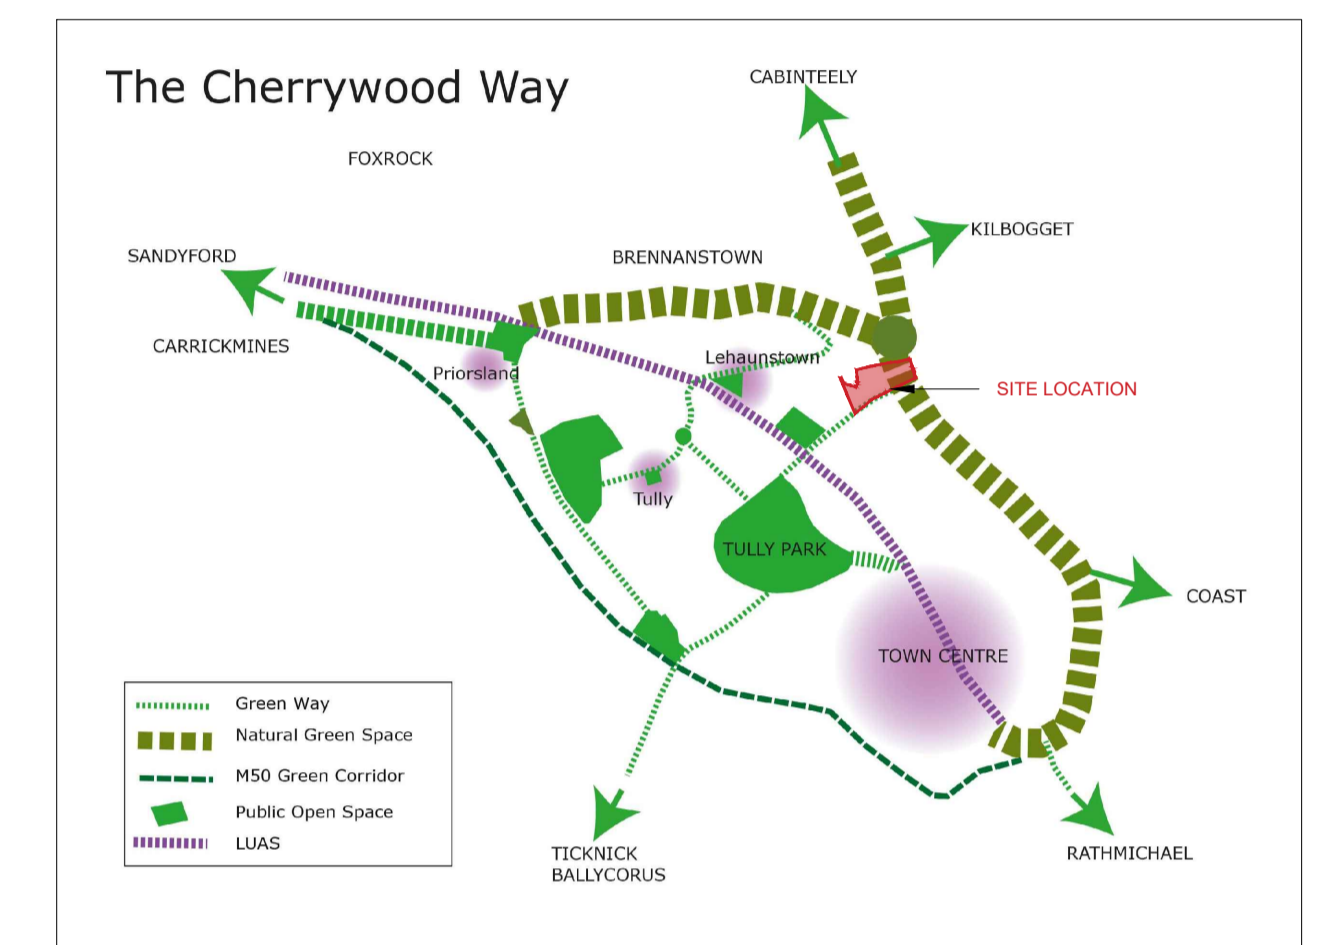 The Cherrywood Way
CABINTEELY
FOXROCK
KILBOGGET
SANDYFORD
BRENNANSTOWN
CARRICKMINES
Lehaunstown
Priorsland
SITE LOCATION
Tully
TULLY PARK
COAST
TOWN CENTRE
Green Way
Natural Green Space
M50 Green Corridor
Public Open Space
LUAS
TICKNICK
BALLYCORUS
RATHMICHAEL